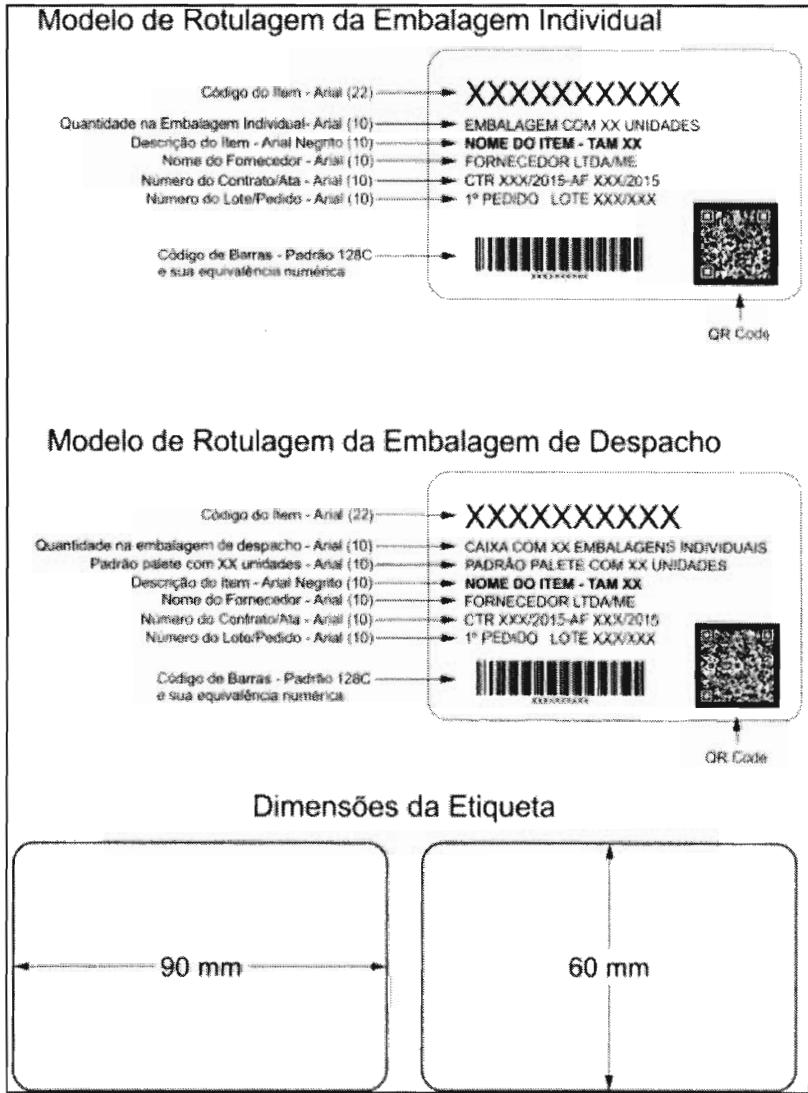 Modelo de Rotulagem da Embalagem Individual
Código do Item - Arial (22)
XXXXXXXXXX
Quantidade na Embalagem Individual- Arial (10)
EMBALAGEM COM XX UNIDADES
Descrição do Item - Arial Negrito (10)
NOME DO ITEM - TAM XX
Nome do Fornecedor - Arial (10)
FORNECEDOR LTDA/ME
Número do Contrato/Ata - Arial (10)
CTR XXX/2015-AF XXX/2015
Número do Lote/Pedido - Arial (10)
1º PEDIDO LOTE XXX/XXX
Código de Barras - Padrão 128C
e sua equivalência numérica
QR Code
Modelo de Rotulagem da Embalagem de Despacho
Código do Item - Arial (22)
XXXXXXXXXX
Quantidade na embalagem de despacho - Arial (10)
CAIXA COM XX EMBALAGENS INDIVIDUAIS
Padrão palete com XX unidades - Arial (10)
PADRÃO PALETE COM XX UNIDADES
Descrição do Item - Arial Negrito (10)
NOME DO ITEM - TAM XX
Nome do Fornecedor - Arial (10)
FORNECEDOR LTDA/ME
Número do Contrato/Ata - Arial (10)
CTR XXX/2015-AF XXX/2015
Número do Lote/Pedido - Arial (10)
1º PEDIDO LOTE XXX/XXX
Código de Barras - Padrão 128C
e sua equivalência numérica
QR Code
Dimensões da Etiqueta
90 mm
60 mm